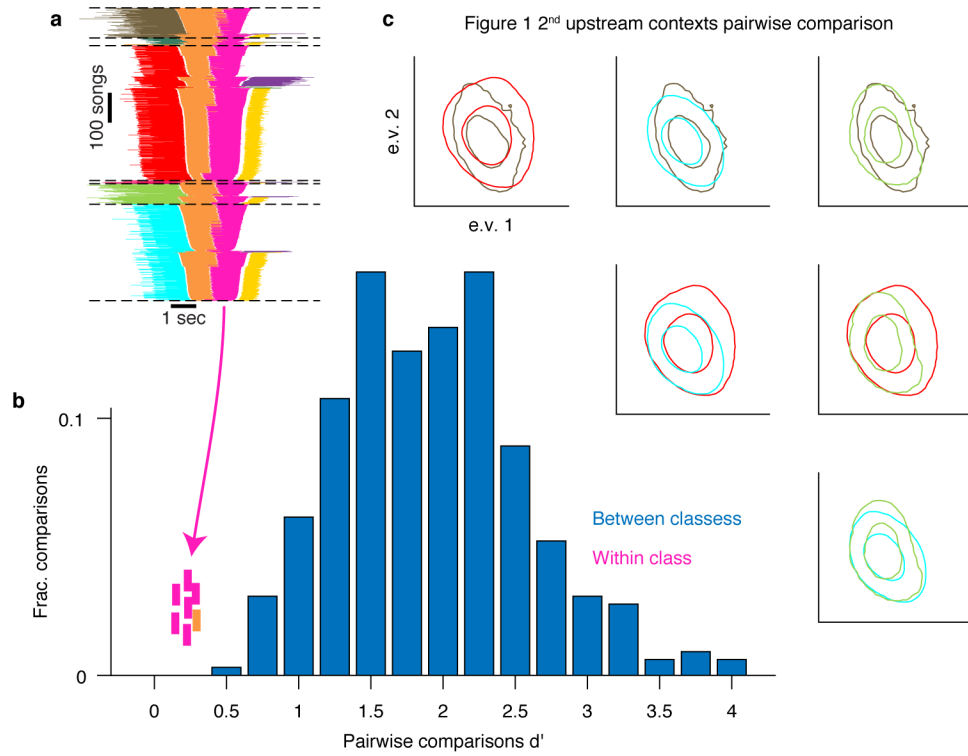 a
c
Figure 1 2nd upstream contexts pairwise comparison
100 songs
1 sec
e.v. 2
e.v. 1
b
0.1
Frac. comparisons
0
Between classess
Within class
0 0.5 1 1.5 2 2.5 3 3.5 4
Pairwise comparisons d'